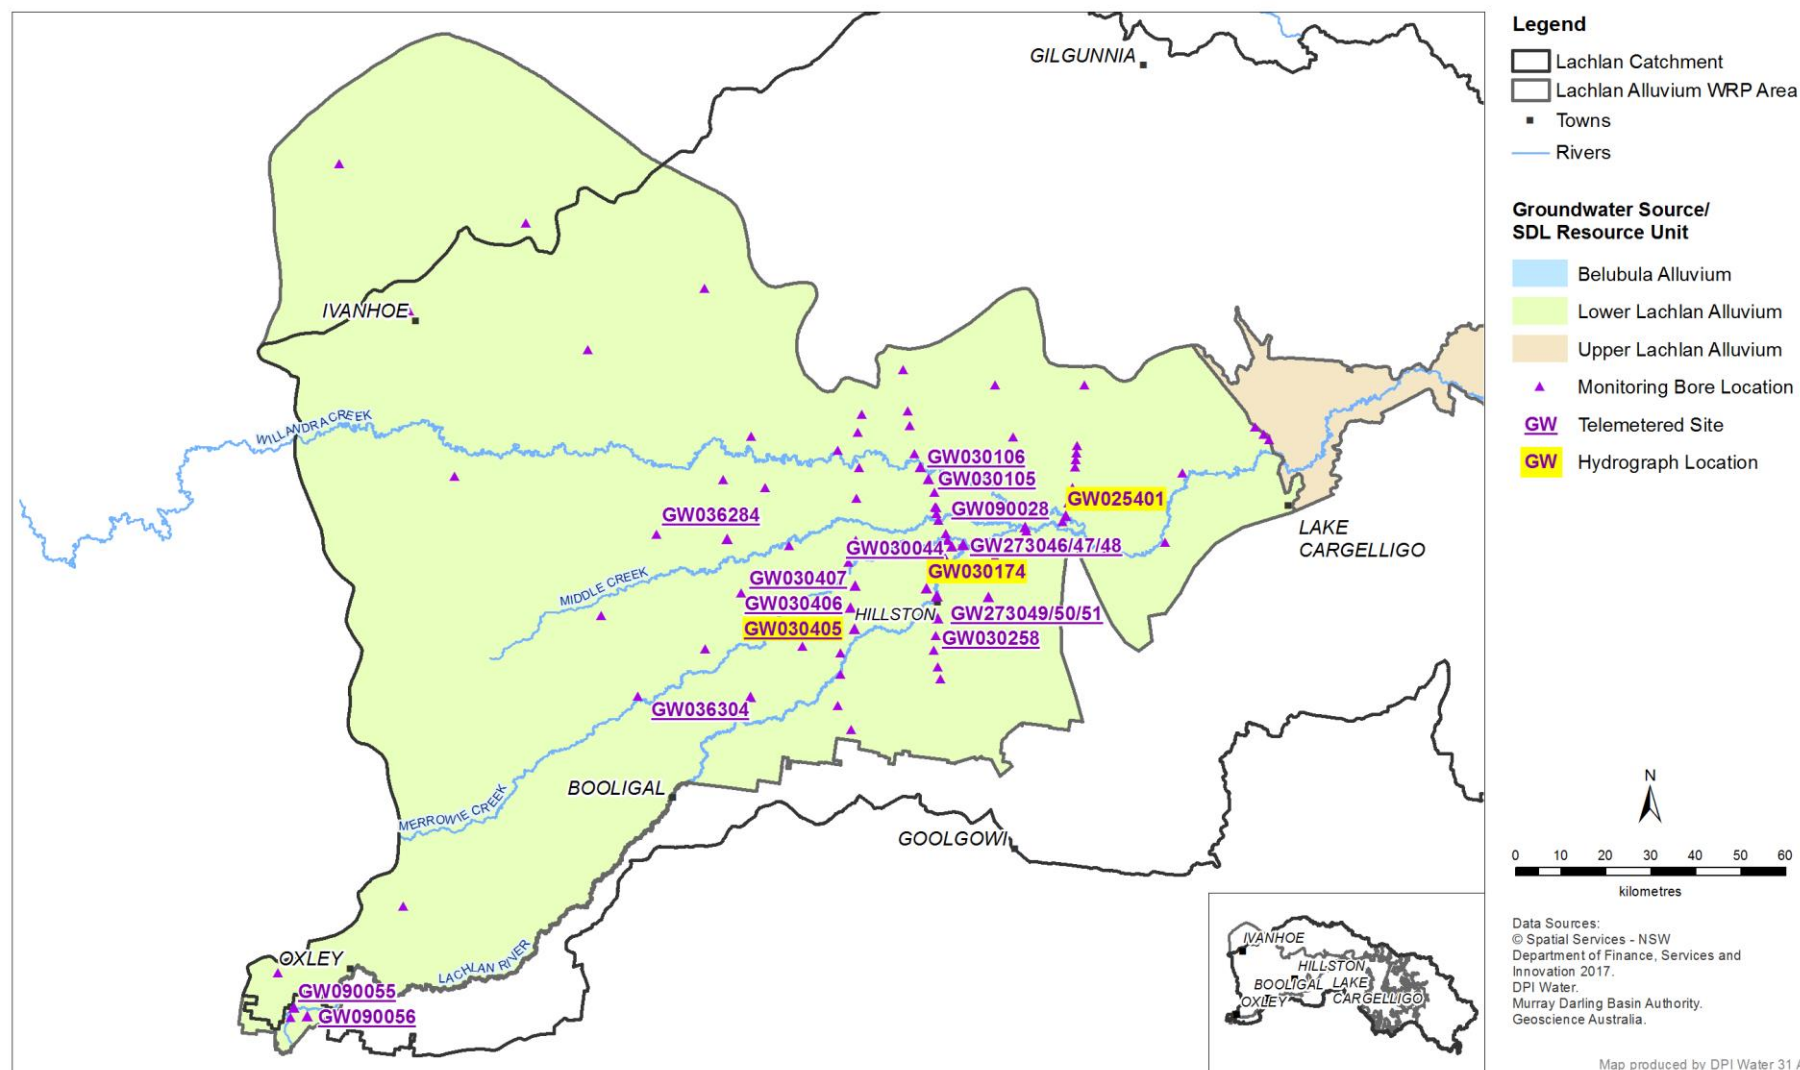 GILGUNNIA
IVANHOE
WILLANDRA CREEK
GW030106
GW030105
GW025401
GW090028
GW036284
LAKE
CARGELLIGO
GW030044
GW273046/47/48
GW030174
MIDDLE CREEK
GW030407
GW030406
HILLSTON
GW273049/50/51
GW030405
GW030258
GW036304
BOOLIGAL
MERROWIE CREEK
GOOLGOWI
LACHLAN RIVER
OXLEY
GW090055
GW090056
IVANHOE
HILLSTON
BOOLIGAL LAKE
OXLEY CARGELLIGO
Legend
Lachlan Catchment
Lachlan Alluvium WRP Area
Towns
Rivers
Groundwater Source/
SDL Resource Unit
Belubula Alluvium
Lower Lachlan Alluvium
Upper Lachlan Alluvium
Monitoring Bore Location
GW Telemetered Site
GW Hydrograph Location
N
0 10 20 30 40 50 60
kilometres
Data Sources:
© Spatial Services - NSW
Department of Finance, Services and
Innovation 2017.
DPI Water.
Murray Darling Basin Authority.
Geoscience Australia.
Map produced by DPI Water 31 A